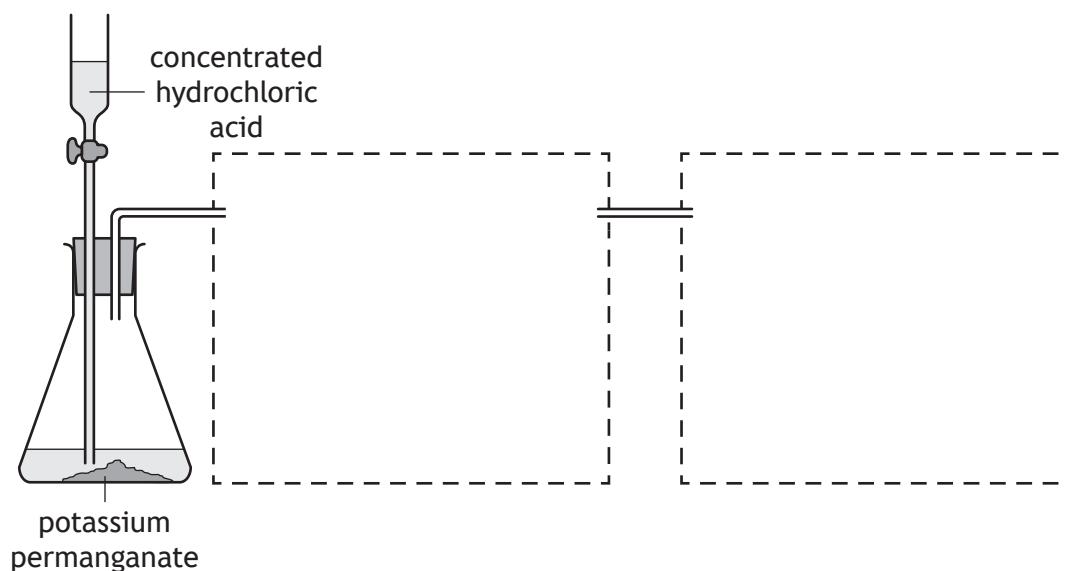 concentrated
hydrochloric
acid
potassium
permanganate